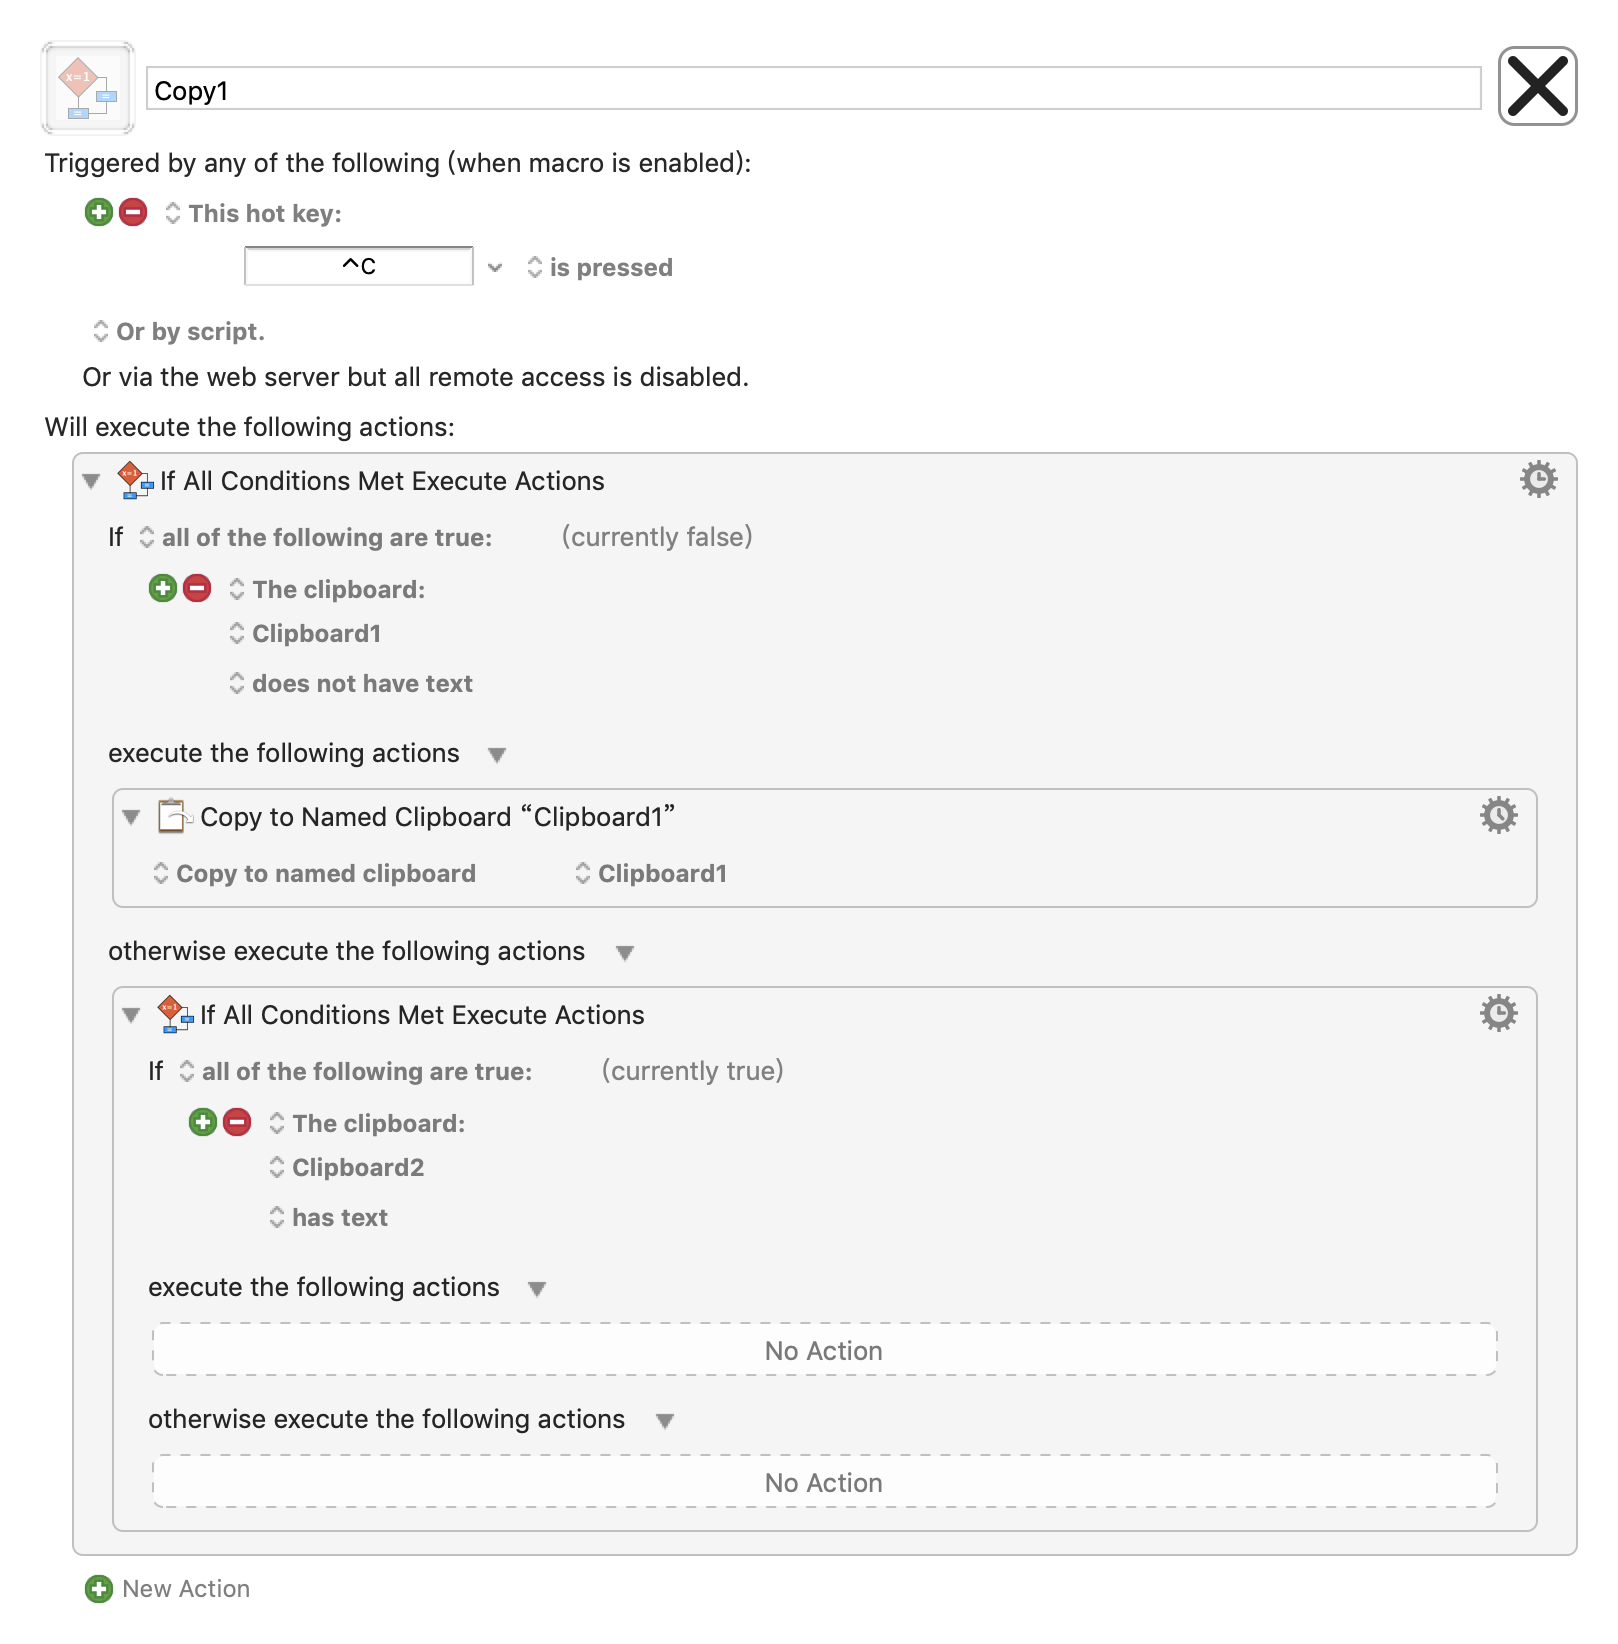 x=1
Copy1
Triggered by any of the following (when macro is enabled):
This hot key:
^C
is pressed
Or by script.
Or via the web server but all remote access is disabled.
Will execute the following actions:
x=1
If All Conditions Met Execute Actions
If all of the following are true: (currently false)
The clipboard:
Clipboard1
does not have text
execute the following actions
Copy to Named Clipboard “Clipboard1”
Copy to named clipboard Clipboard1
otherwise execute the following actions
x=1
If All Conditions Met Execute Actions
If all of the following are true: (currently true)
The clipboard:
Clipboard2
has text
execute the following actions
No Action
otherwise execute the following actions
No Action
New Action